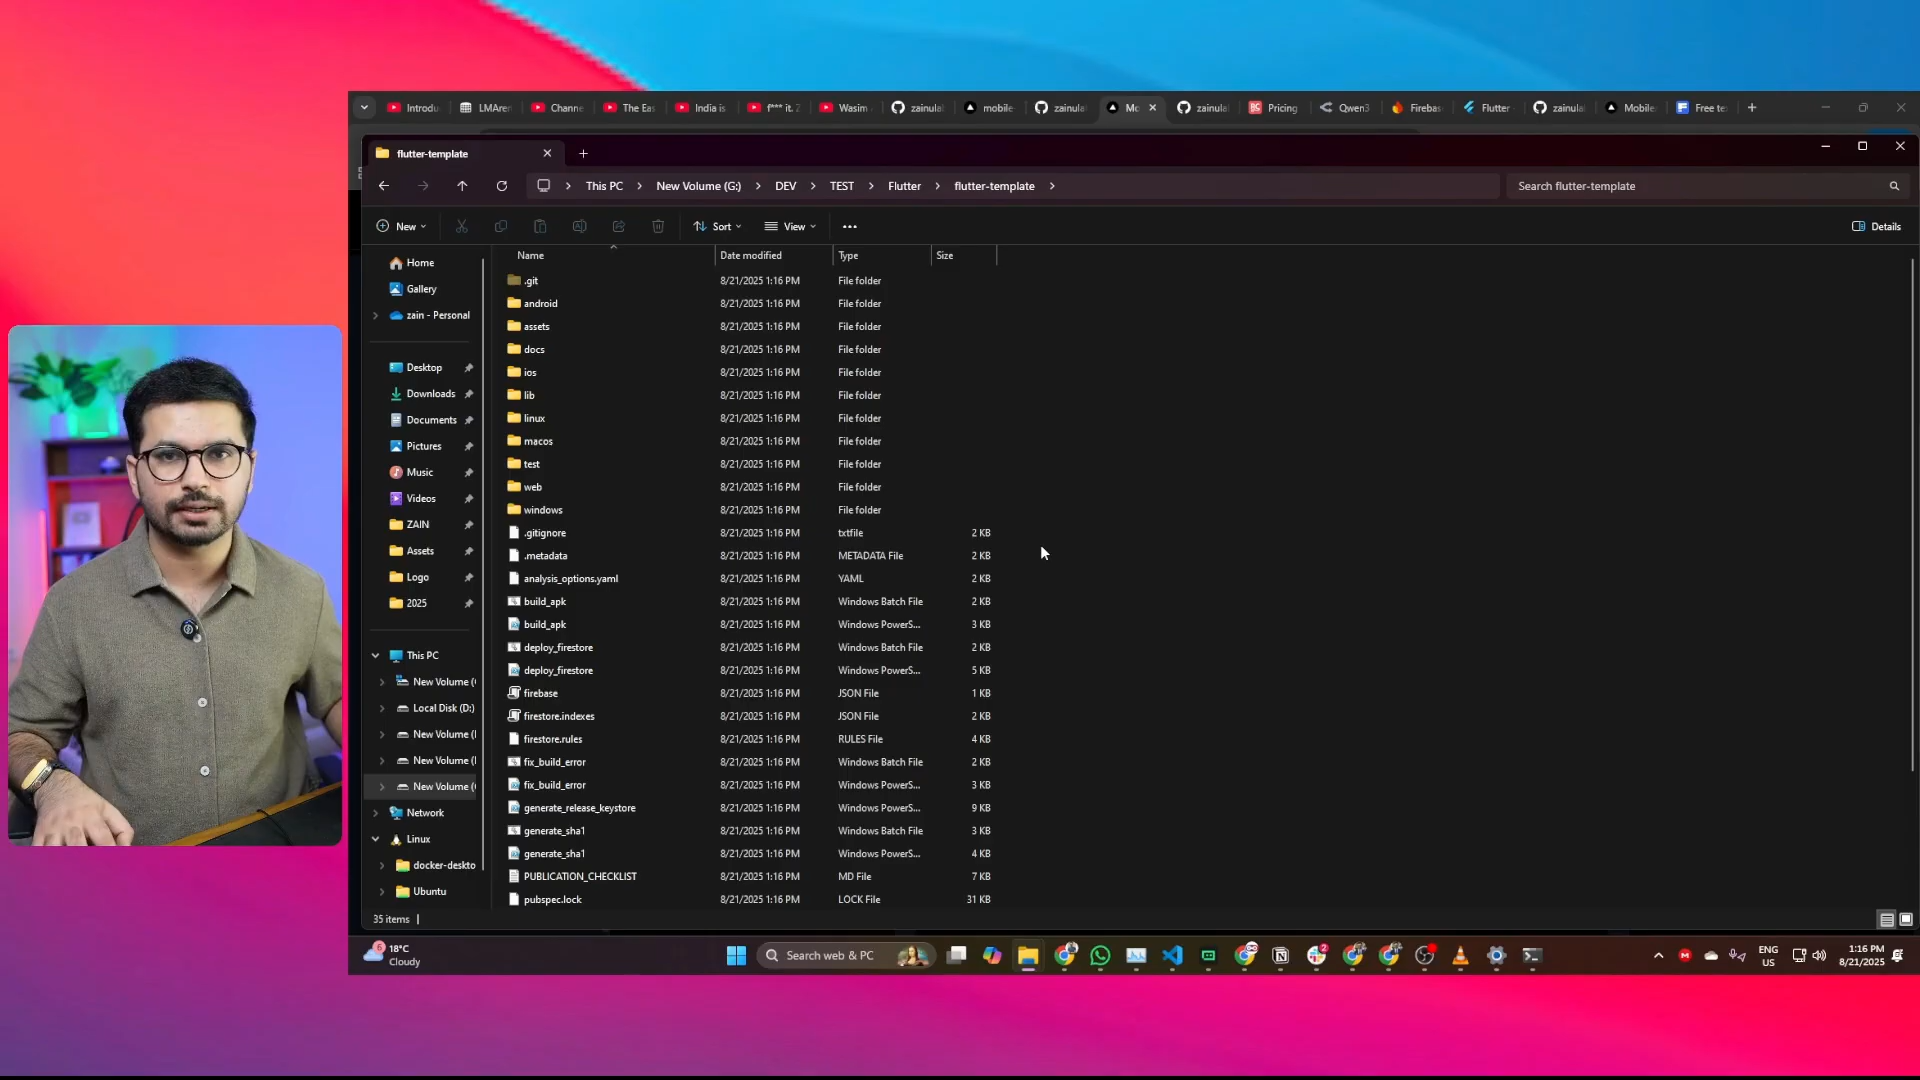 Introdu
LMAren
Channe
The Eas
India is
f*** it. Z
Wasim
zainulal
mobile
zainula
Mo
zainulal
Pricing
Qwen3
Firebas
Flutter
zainulal
Mobile
Free te
flutter-template
This PC > New Volume (G:) > DEV > TEST > Flutter > flutter-template >
Search flutter-template
New
Sort
View
Details
Name
Date modified
Type
Size
Home
Gallery
zain - Personal
Desktop
Downloads
Documents
Pictures
Music
Videos
ZAIN
Assets
Logo
2025
This PC
New Volume (
Local Disk (D:)
New Volume (
New Volume (
New Volume (
Network
Linux
docker-deskto
Ubuntu
.git 8/21/2025 1:16 PM File folder
android 8/21/2025 1:16 PM File folder
assets 8/21/2025 1:16 PM File folder
docs 8/21/2025 1:16 PM File folder
ios 8/21/2025 1:16 PM File folder
lib 8/21/2025 1:16 PM File folder
linux 8/21/2025 1:16 PM File folder
macos 8/21/2025 1:16 PM File folder
test 8/21/2025 1:16 PM File folder
web 8/21/2025 1:16 PM File folder
windows 8/21/2025 1:16 PM File folder
.gitignore 8/21/2025 1:16 PM txtfile 2 KB
.metadata 8/21/2025 1:16 PM METADATA File 2 KB
analysis_options.yaml 8/21/2025 1:16 PM YAML 2 KB
build_apk 8/21/2025 1:16 PM Windows Batch File 2 KB
build_apk 8/21/2025 1:16 PM Windows PowerS... 3 KB
deploy_firestore 8/21/2025 1:16 PM Windows Batch File 2 KB
deploy_firestore 8/21/2025 1:16 PM Windows PowerS... 5 KB
firebase 8/21/2025 1:16 PM JSON File 1 KB
firestore.indexes 8/21/2025 1:16 PM JSON File 2 KB
firestore.rules 8/21/2025 1:16 PM RULES File 4 KB
fix_build_error 8/21/2025 1:16 PM Windows Batch File 2 KB
fix_build_error 8/21/2025 1:16 PM Windows PowerS... 3 KB
generate_release_keystore 8/21/2025 1:16 PM Windows PowerS... 9 KB
generate_sha1 8/21/2025 1:16 PM Windows Batch File 3 KB
generate_sha1 8/21/2025 1:16 PM Windows PowerS... 4 KB
PUBLICATION_CHECKLIST 8/21/2025 1:16 PM MD File 7 KB
pubspec.lock 8/21/2025 1:16 PM LOCK File 31 KB
35 items
18°C
Cloudy
Search web & PC
ENG
US
1:16 PM
8/21/2025